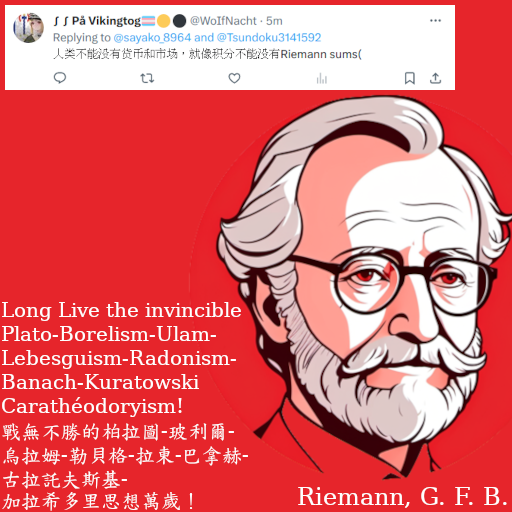 ∫ ∫ På Vikingtog @WoIfNacht · 5m
Replying to @sayako_8964 and @Tsundoku3141592
人类不能没有货币和市场，就像积分不能没有Riemann sums(
Long Live the invincible
Plato-Borelism-Ulam-
Lebesguism-Radonism-
Banach-Kuratowski
Carathéodoryism!
戰無不勝的柏拉圖-玻利爾-
烏拉姆-勒貝格-拉東-巴拿赫-
古拉託夫斯基-
加拉希多里思想萬歲！
Riemann, G. F. B.